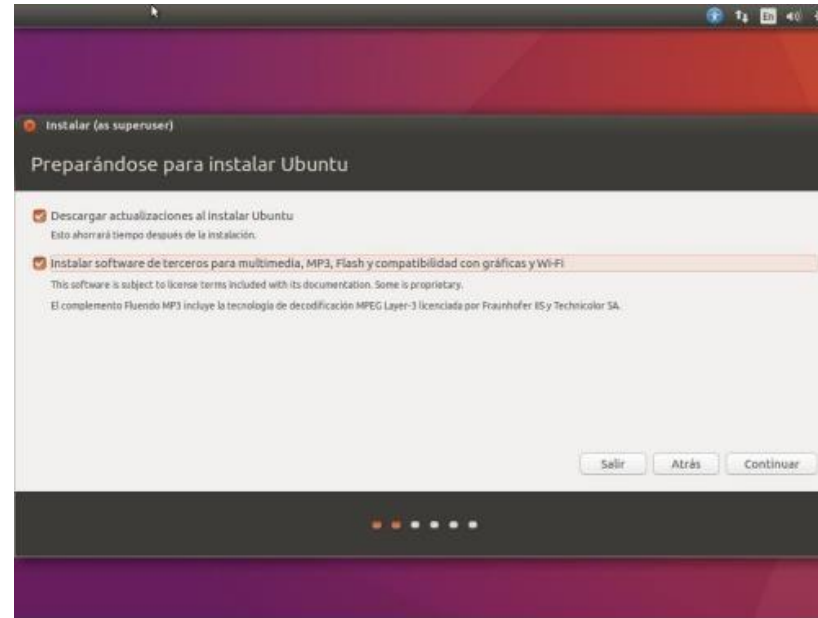 En
Instalar (as superuser)
Preparándose para instalar Ubuntu
Descargar actualizaciones al instalar Ubuntu
Esto ahorrará tiempo después de la instalación.
Instalar software de terceros para multimedia, MP3, Flash y compatibilidad con gráficas y Wi-Fi
This software is subject to license terms included with its documentation. Some is proprietary.
El complemento Fluendo MP3 incluye la tecnología de decodificación MPEG Layer-3 licenciada por Fraunhofer IIS y Technicolor SA.
Salir Atrás Continuar